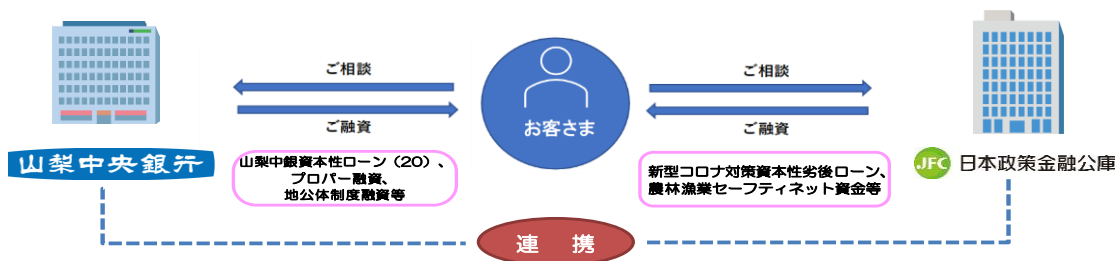 ご相談
ご融資
山梨中央銀行
山梨中銀資本性ローン（20）、
プロパー融資、
地公体制度融資等
お客さま
ご相談
ご融資
新型コロナ対策資本性劣後ローン、
農林漁業セーフティネット資金等
JFC 日本政策金融公庫
連 携